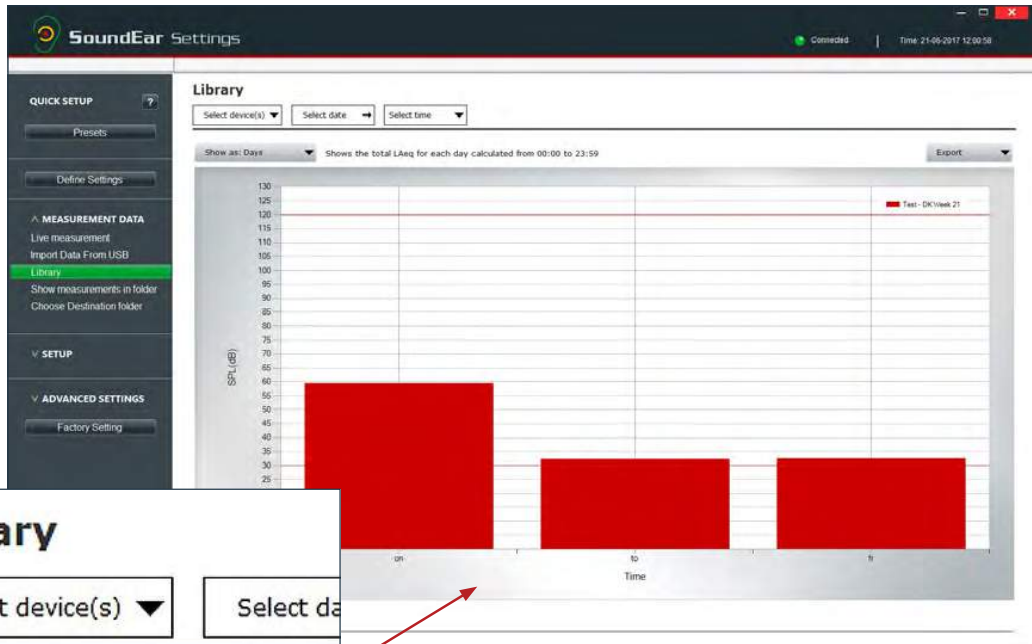 SoundEar Settings
Connected | Time: 21-06-2017 12:00:58
QUICK SETUP ?
Presets
Define Settings
MEASUREMENT DATA
Live measurement
Import Data From USB
Library
Show measurements in folder
Choose Destination folder
SETUP
ADVANCED SETTINGS
Factory Setting
Library
Select device(s)
Select date
Select time
Show as: Days
Shows the total LAeq for each day calculated from 00:00 to 23:59
Export
Test - DK Week 21
130
125
120
115
110
105
100
95
90
85
80
75
70
65
60
55
50
45
40
35
30
25
SPL(dB)
on
to
fr
Time
ary
t device(s)
Select da